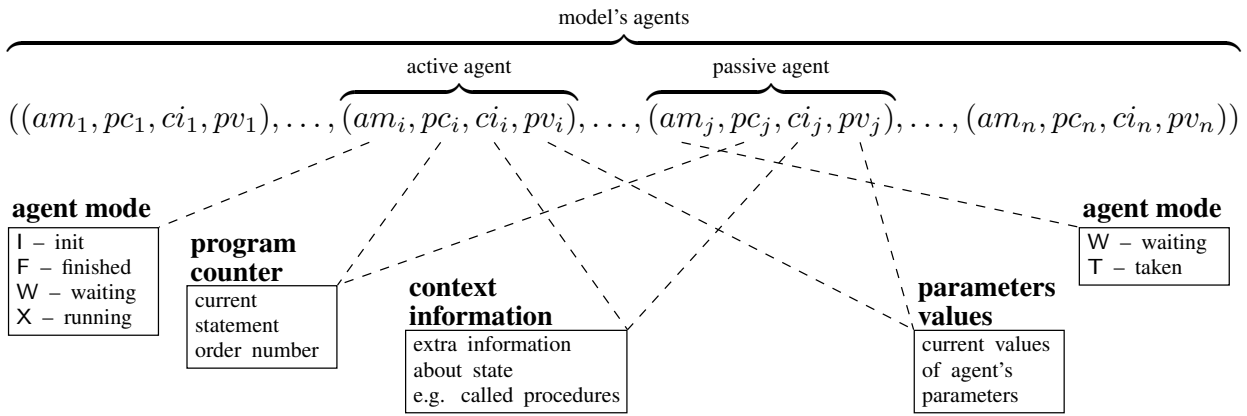 model's agents
active agent
passive agent
((am₁, pc₁, ci₁, pv₁), . . . , (amᵢ, pcᵢ, ciᵢ, pvᵢ), . . . , (amⱼ, pcⱼ, ciⱼ, pvⱼ), . . . , (amₙ, pcₙ, ciₙ, pvₙ))
agent mode
I – init
F – finished
W – waiting
X – running
program
counter
current
statement
order number
context
information
extra information
about state
e.g. called procedures
parameters
values
current values
of agent's
parameters
agent mode
W – waiting
T – taken